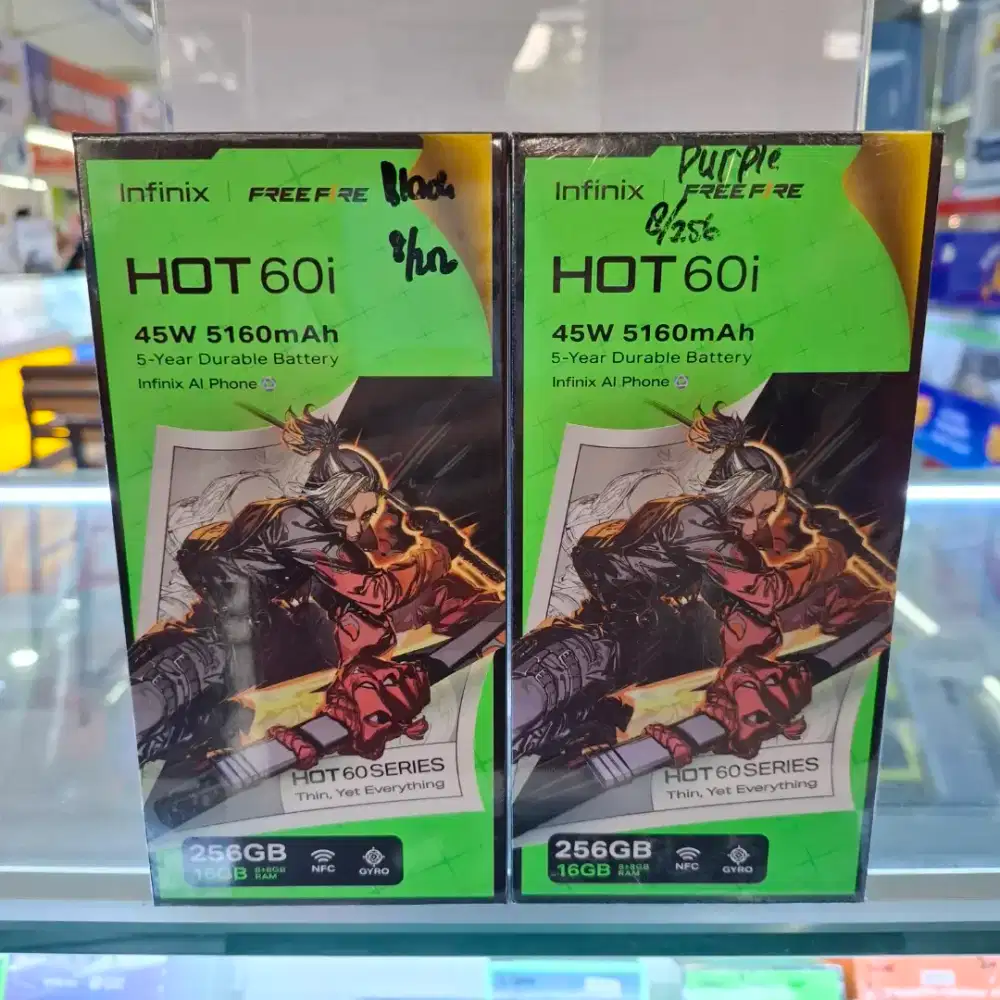 Infinix FREE FIRE Black
HOT 60i
45W 5160mAh
5-Year Durable Battery
Infinix AI Phone
HOT 60 SERIES
Thin, Yet Everything
256GB
16GB 8+8GB RAM
NFC
GYRO
Purple
Infinix FREE FIRE
8/256
HOT 60i
45W 5160mAh
5-Year Durable Battery
Infinix AI Phone
HOT 60 SERIES
Thin, Yet Everything
256GB
16GB 8+8GB RAM
NFC
GYRO